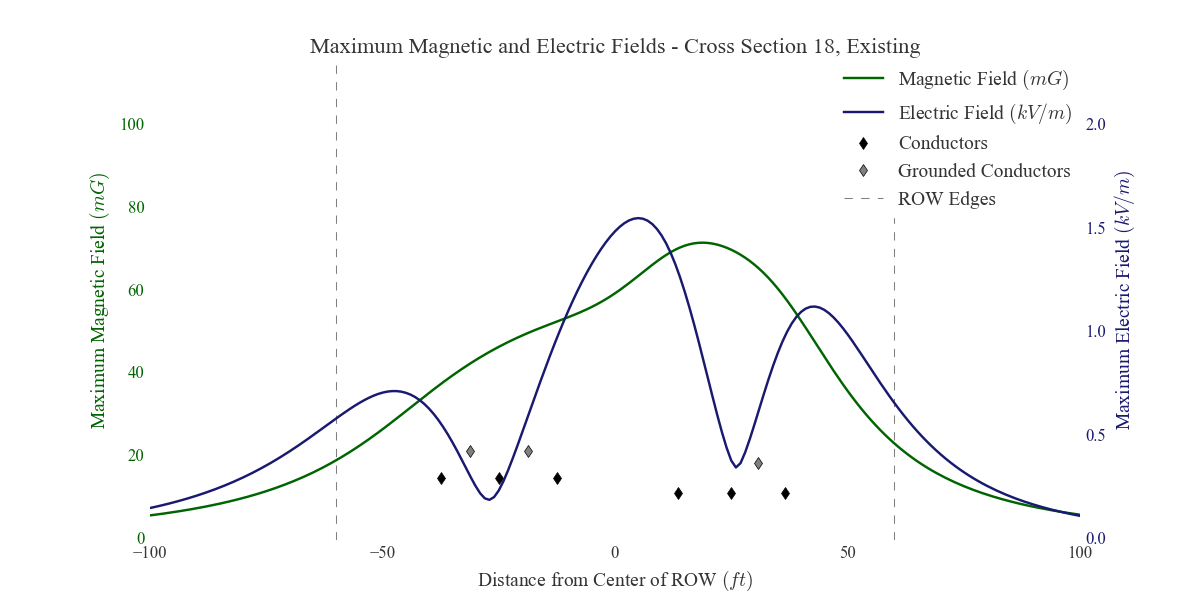 Maximum Magnetic and Electric Fields - Cross Section 18, Existing
Magnetic Field (mG)
Electric Field (kV/m)
Conductors
Grounded Conductors
ROW Edges
Maximum Magnetic Field (mG)
100
80
60
40
20
0
2.0
1.5
1.0
0.5
0.0
Maximum Electric Field (kV/m)
−100
−50
0
50
100
Distance from Center of ROW (ft)